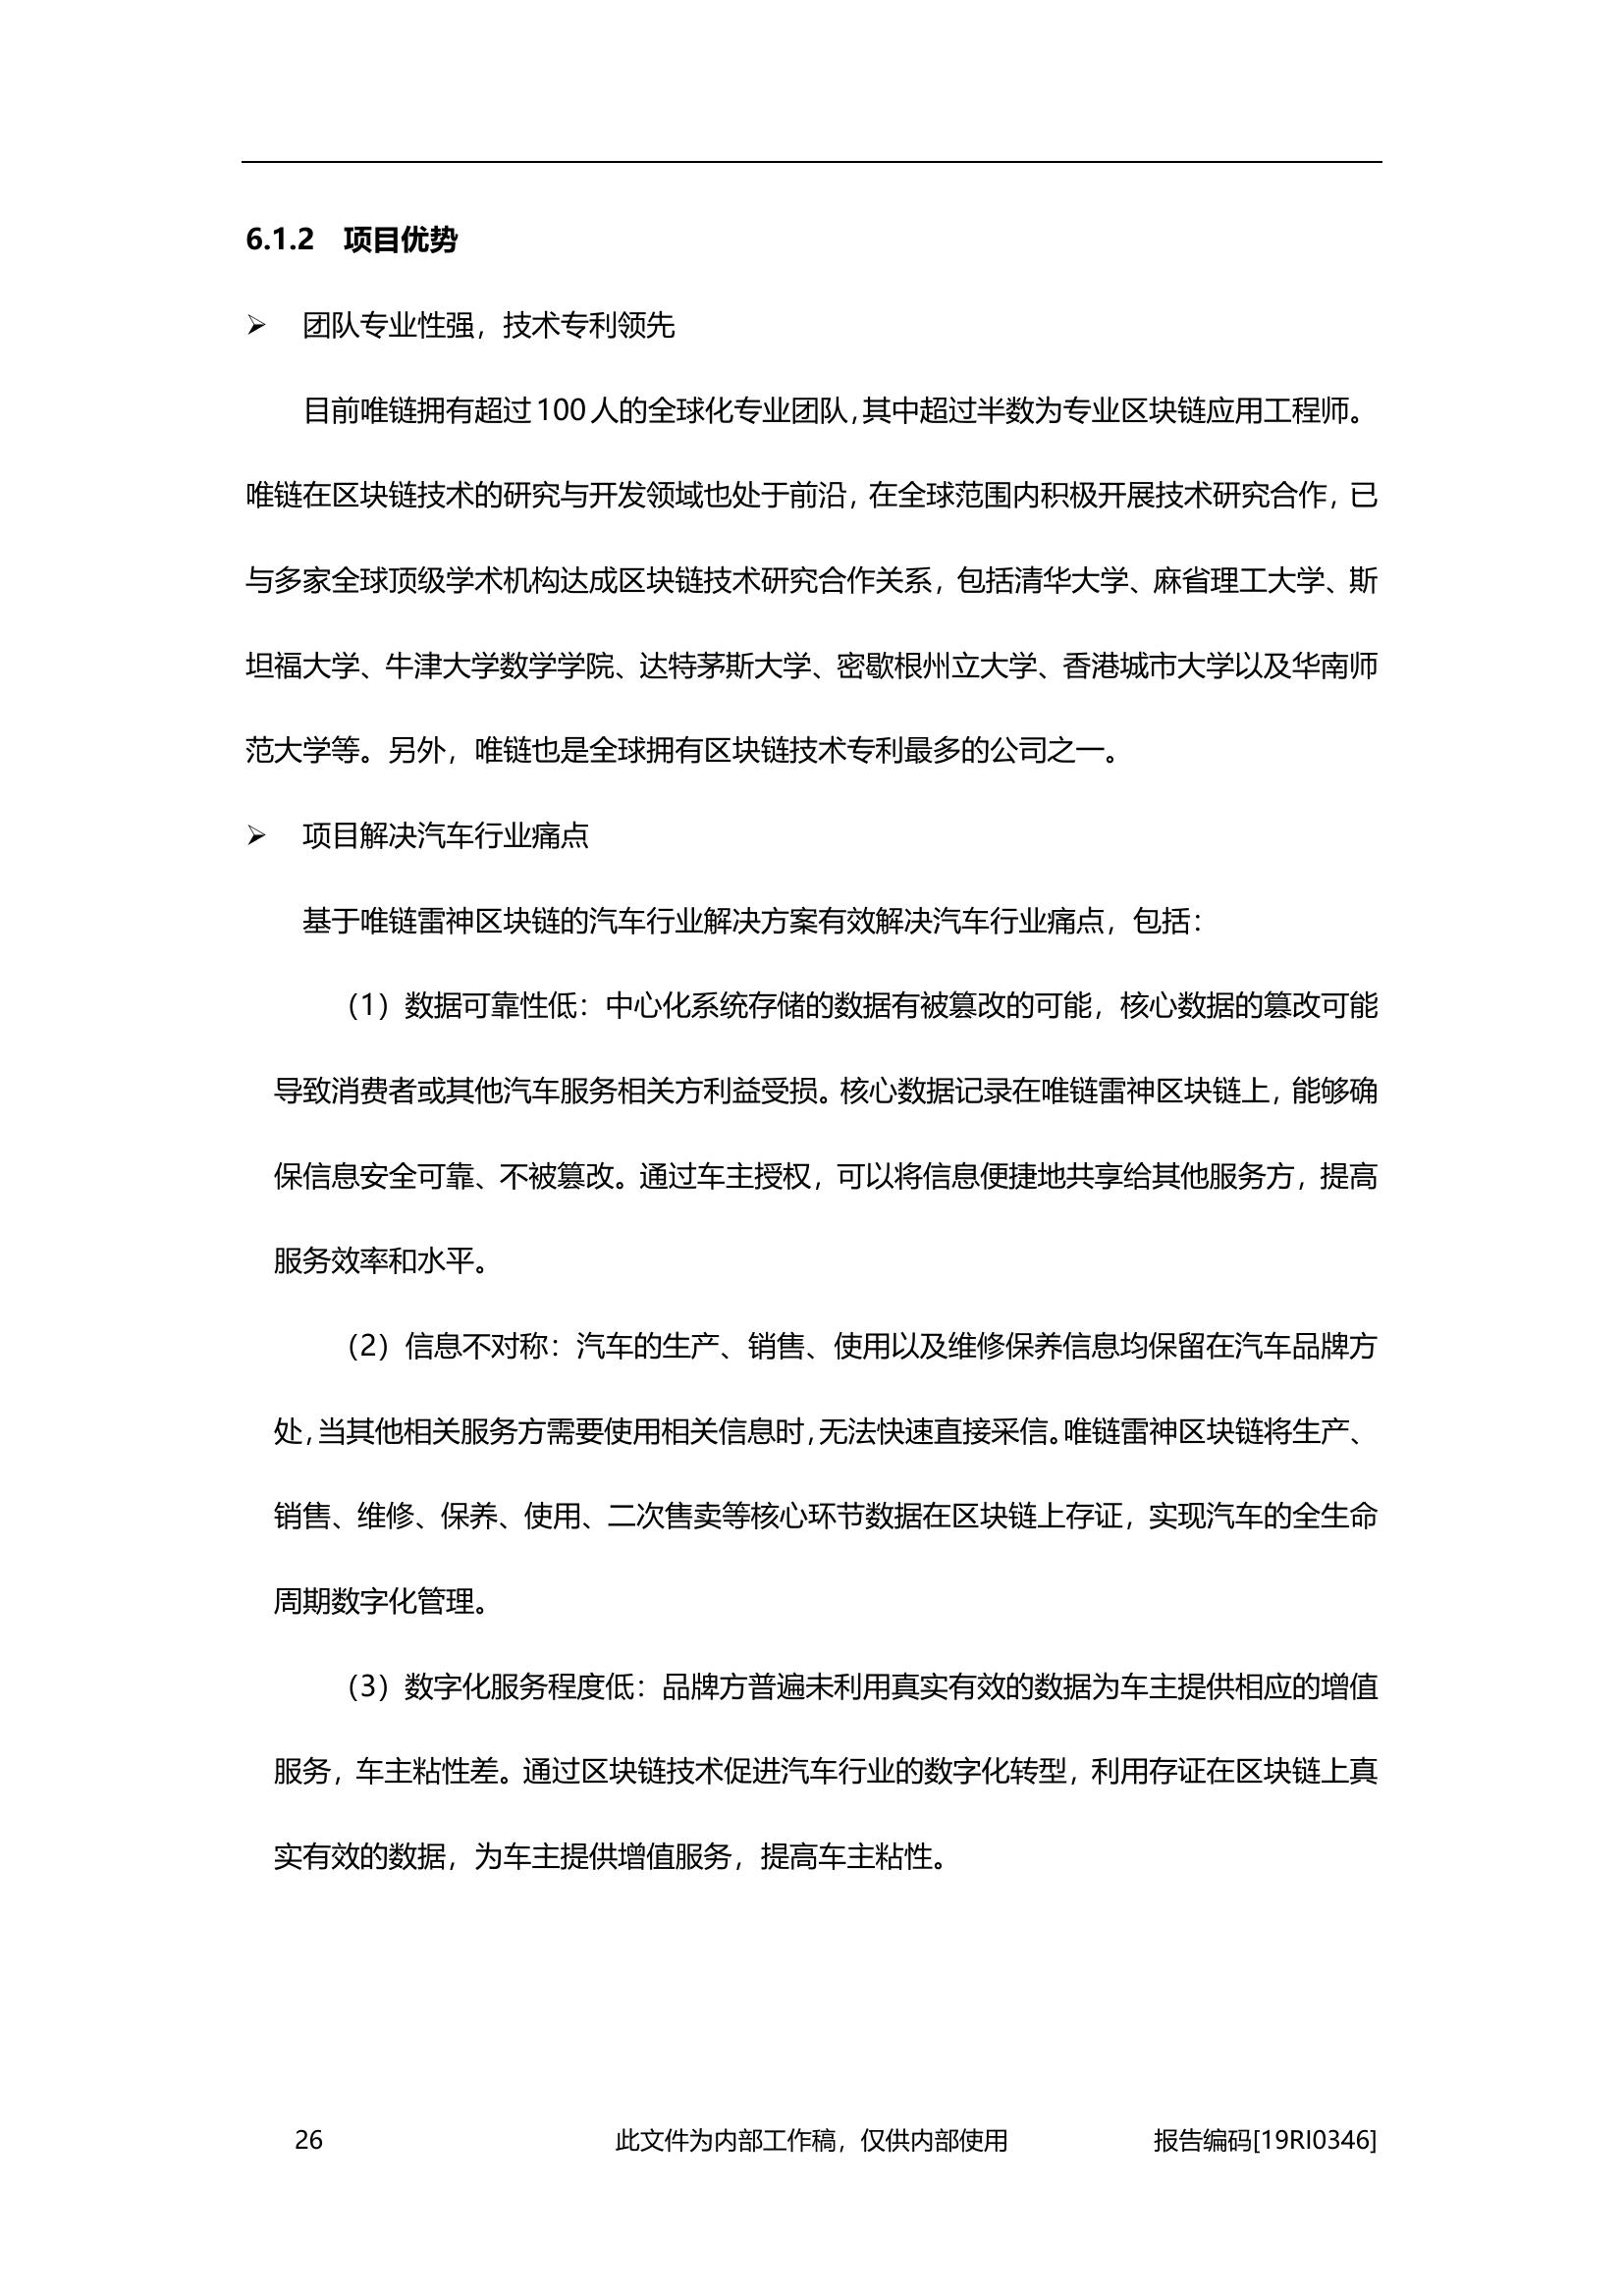 6.1.2 项目优势
➢ 团队专业性强，技术专利领先
目前唯链拥有超过 100 人的全球化专业团队，其中超过半数为专业区块链应用工程师。
唯链在区块链技术的研究与开发领域也处于前沿，在全球范围内积极开展技术研究合作，已
与多家全球顶级学术机构达成区块链技术研究合作关系，包括清华大学、麻省理工大学、斯
坦福大学、牛津大学数学学院、达特茅斯大学、密歇根州立大学、香港城市大学以及华南师
范大学等。另外，唯链也是全球拥有区块链技术专利最多的公司之一。
➢ 项目解决汽车行业痛点
基于唯链雷神区块链的汽车行业解决方案有效解决汽车行业痛点，包括：
（1）数据可靠性低：中心化系统存储的数据有被篡改的可能，核心数据的篡改可能
导致消费者或其他汽车服务相关方利益受损。核心数据记录在唯链雷神区块链上，能够确
保信息安全可靠、不被篡改。通过车主授权，可以将信息便捷地共享给其他服务方，提高
服务效率和水平。
（2）信息不对称：汽车的生产、销售、使用以及维修保养信息均保留在汽车品牌方
处，当其他相关服务方需要使用相关信息时，无法快速直接采信。唯链雷神区块链将生产、
销售、维修、保养、使用、二次售卖等核心环节数据在区块链上存证，实现汽车的全生命
周期数字化管理。
（3）数字化服务程度低：品牌方普遍未利用真实有效的数据为车主提供相应的增值
服务，车主粘性差。通过区块链技术促进汽车行业的数字化转型，利用存证在区块链上真
实有效的数据，为车主提供增值服务，提高车主粘性。
26 此文件为内部工作稿，仅供内部使用 报告编码[19RI0346]